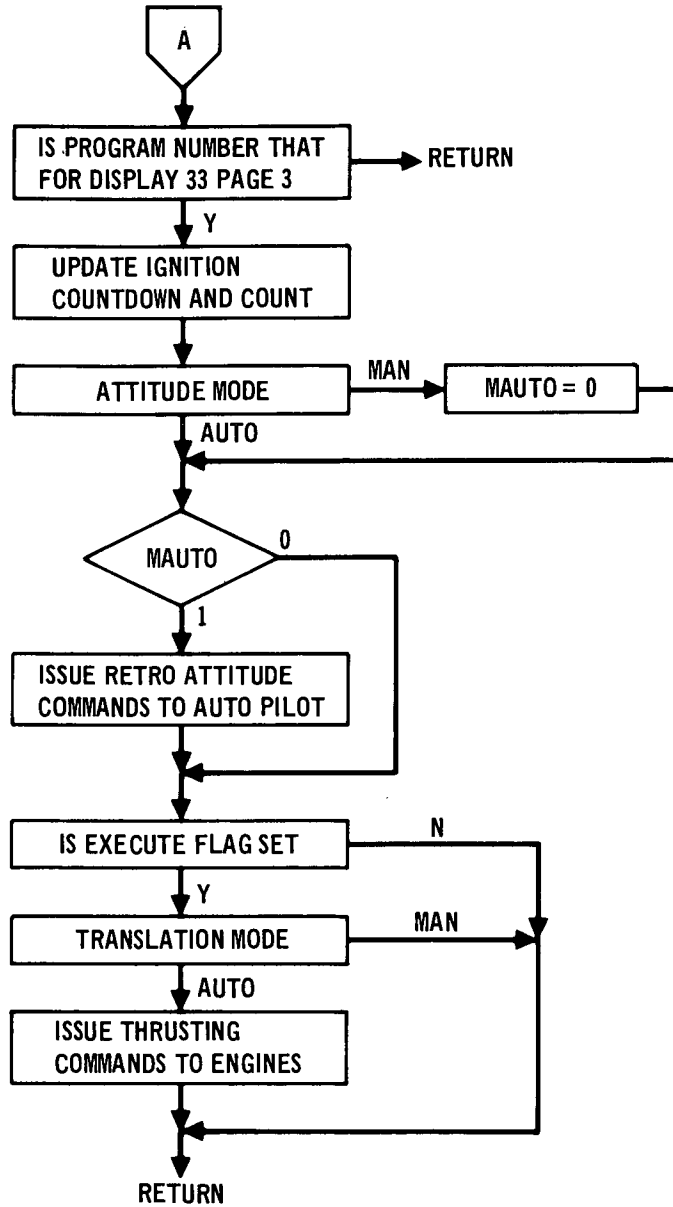 A
IS PROGRAM NUMBER THAT
FOR DISPLAY 33 PAGE 3
RETURN
Y
UPDATE IGNITION
COUNTDOWN AND COUNT
ATTITUDE MODE
MAN
MAUTO = 0
AUTO
MAUTO
0
1
ISSUE RETRO ATTITUDE
COMMANDS TO AUTO PILOT
IS EXECUTE FLAG SET
N
Y
TRANSLATION MODE
MAN
AUTO
ISSUE THRUSTING
COMMANDS TO ENGINES
RETURN